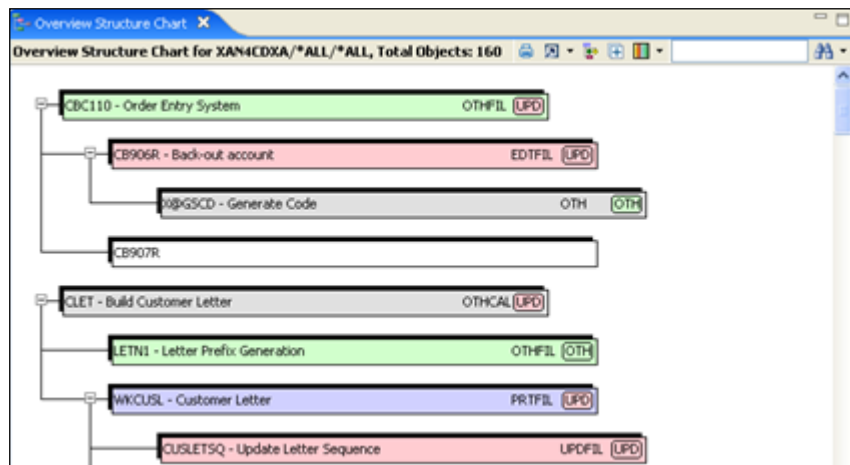 Overview Structure Chart
Overview Structure Chart for XAN4CDXA/*ALL/*ALL, Total Objects: 160
CBC110 - Order Entry System OTHFIL UPD
CB906R - Back-out account EDTFIL UPD
X@GSCD - Generate Code OTH OTH
CB907R
CLET - Build Customer Letter OTHCAL UPD
LETN1 - Letter Prefix Generation OTHFIL OTH
WKCUSL - Customer Letter PRTFIL UPD
CUSLETSQ - Update Letter Sequence UPDFIL UPD